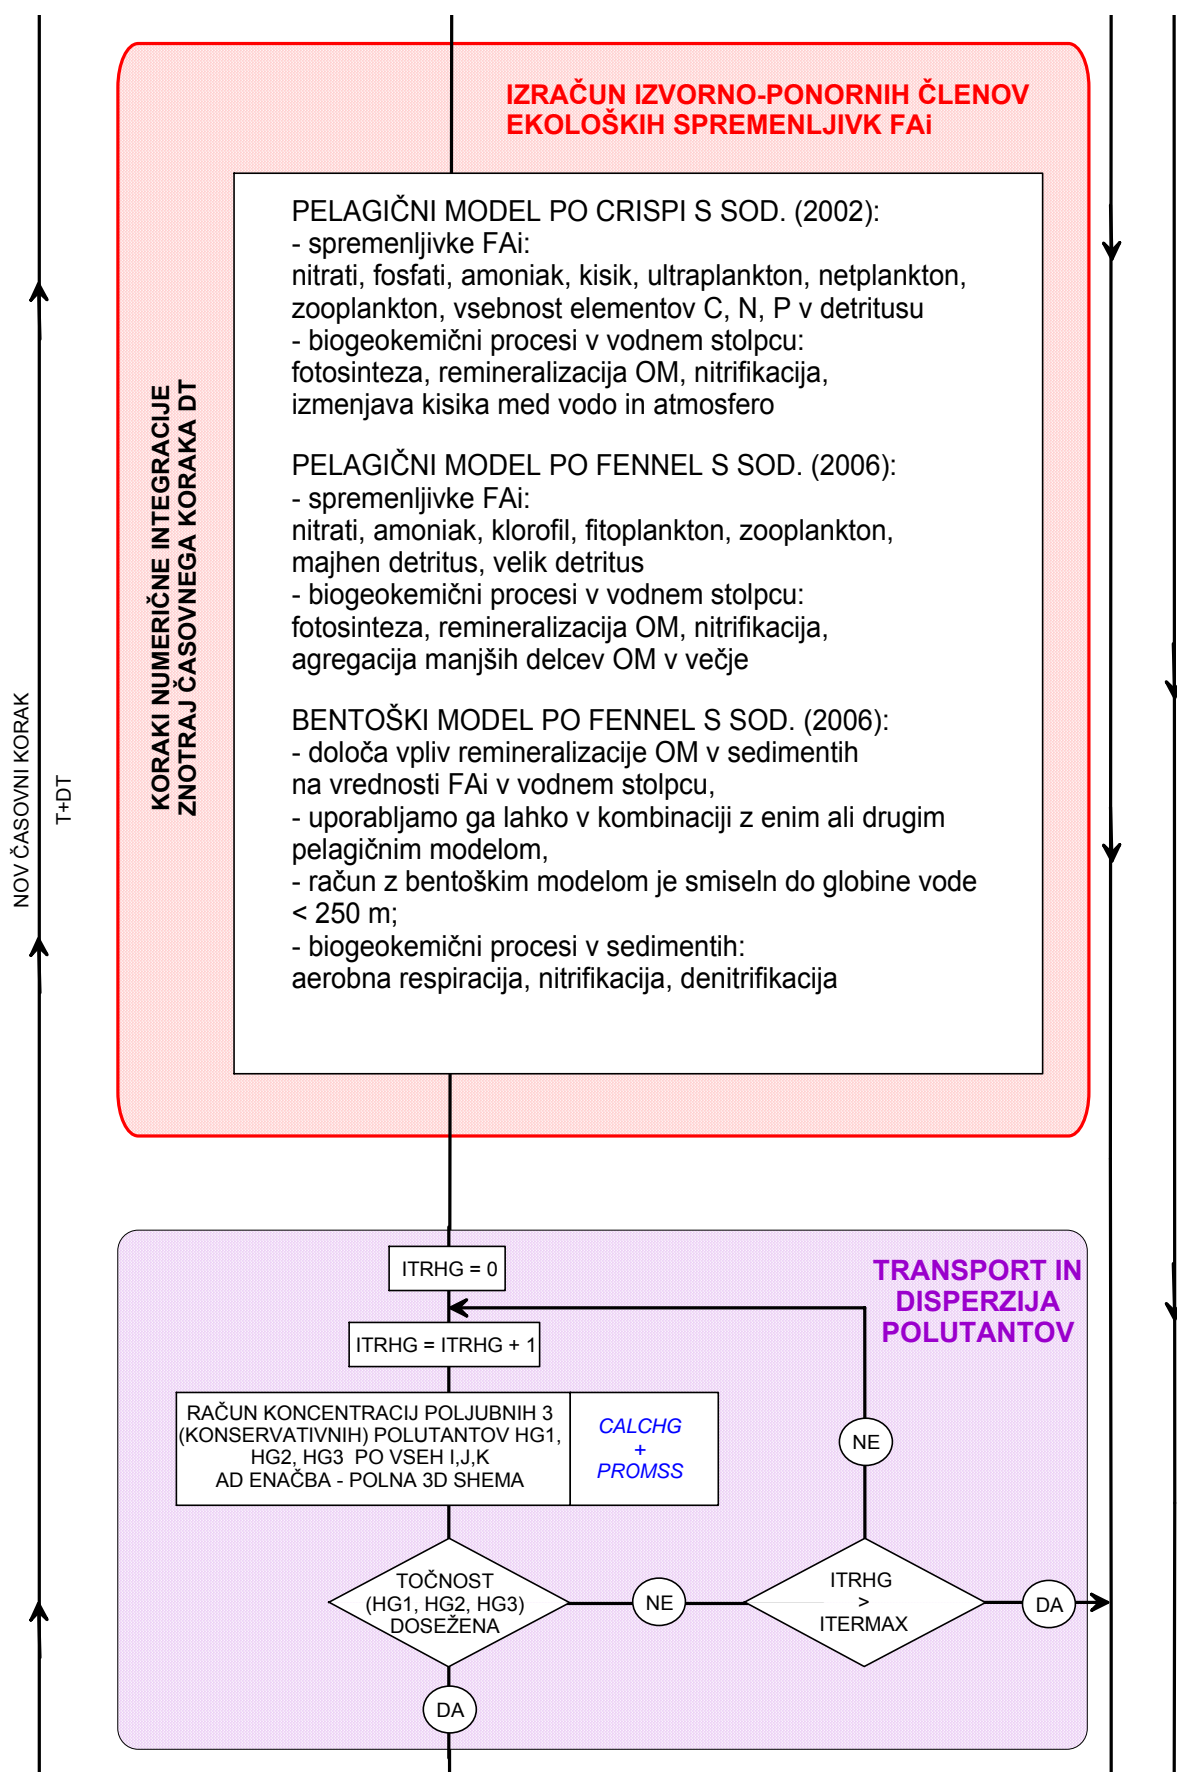 IZRAČUN IZVORNO-PONORNIH ČLENOV
EKOLOŠKIH SPREMENLJIVK FAi
PELAGIČNI MODEL PO CRISPI S SOD. (2002):
- spremenljivke FAi:
nitrati, fosfati, amoniak, kisik, ultraplankton, netplankton,
zooplankton, vsebnost elementov C, N, P v detritusu
- biogeokemični procesi v vodnem stolpcu:
fotosinteza, remineralizacija OM, nitrifikacija,
izmenjava kisika med vodo in atmosfero
PELAGIČNI MODEL PO FENNEL S SOD. (2006):
- spremenljivke FAi:
nitrati, amoniak, klorofil, fitoplankton, zooplankton,
majhen detritus, velik detritus
- biogeokemični procesi v vodnem stolpcu:
fotosinteza, remineralizacija OM, nitrifikacija,
agregacija manjših delcev OM v večje
BENTOŠKI MODEL PO FENNEL S SOD. (2006):
- določa vpliv remineralizacije OM v sedimentih
na vrednosti FAi v vodnem stolpcu,
- uporabljamo ga lahko v kombinaciji z enim ali drugim
pelagičnim modelom,
- račun z bentoškim modelom je smiseln do globine vode
< 250 m;
- biogeokemični procesi v sedimentih:
aerobna respiracija, nitrifikacija, denitrifikacija
KORAKI NUMERIČNE INTEGRACIJE
ZNOTRAJ ČASOVNEGA KORAKA DT
NOV ČASOVNI KORAK
T+DT
TRANSPORT IN
DISPERZIJA
POLUTANTOV
ITRHG = 0
ITRHG = ITRHG + 1
RAČUN KONCENTRACIJ POLJUBNIH 3
(KONSERVATIVNIH) POLUTANTOV HG1,
HG2, HG3 PO VSEH I,J,K
AD ENAČBA - POLNA 3D SHEMA
CALCHG
+
PROMSS
NE
TOČNOST
(HG1, HG2, HG3)
DOSEŽENA
NE
ITRHG
>
ITERMAX
DA
DA